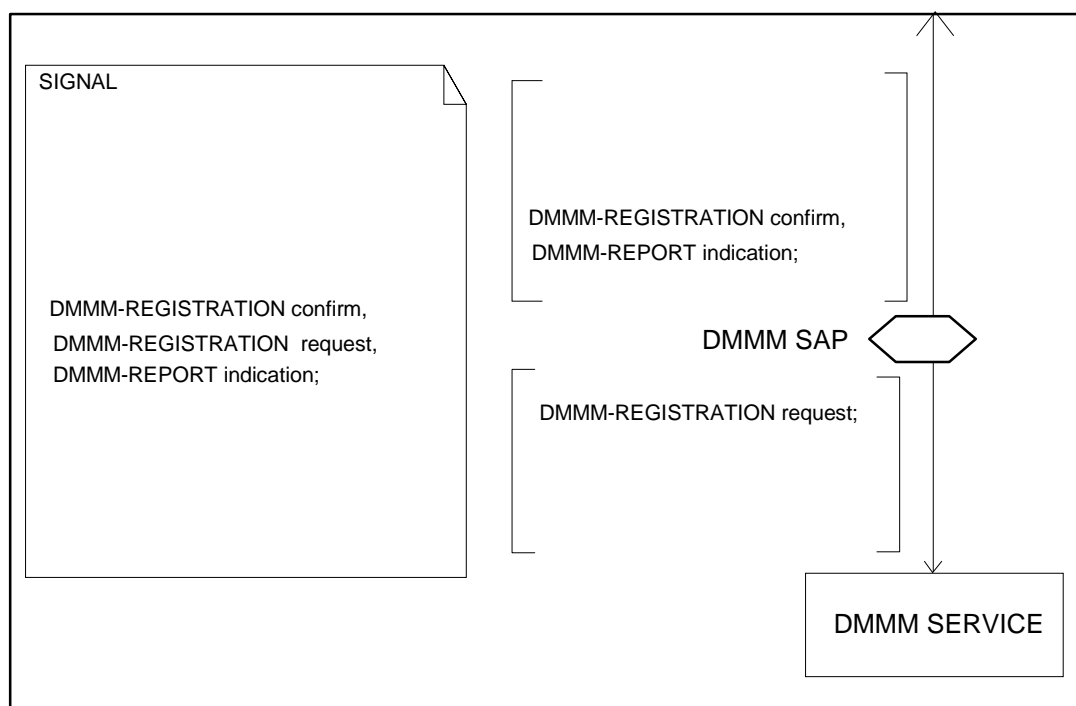 SIGNAL
DMMM-REGISTRATION confirm,
DMMM-REGISTRATION request,
DMMM-REPORT indication;
DMMM-REGISTRATION confirm,
DMMM-REPORT indication;
DMMM SAP
DMMM-REGISTRATION request;
DMMM SERVICE